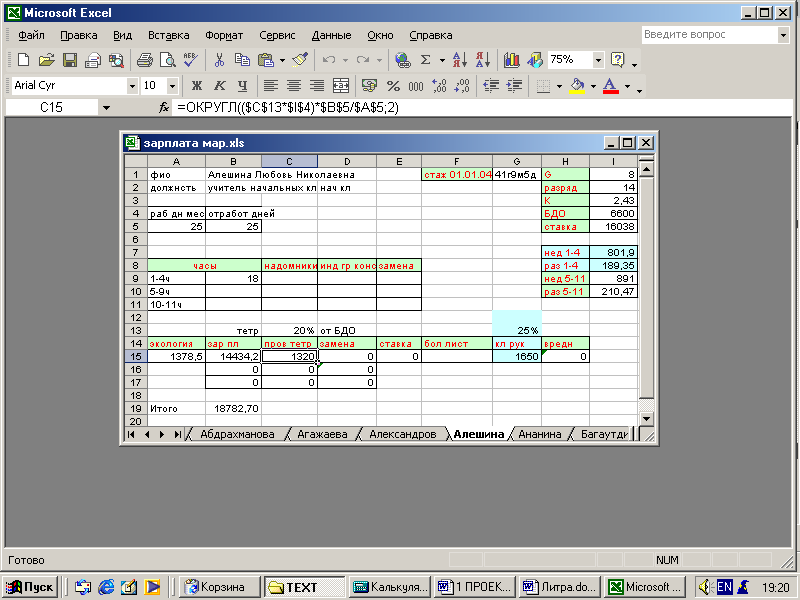 Microsoft Excel
Файл Правка Вид Вставка Формат Сервис Данные Окно Справка Введите вопрос
75%
Arial Cyr 10 Ж К Ч % 000
C15 fx =ОКРУГЛ(($C$13*$I$4)*$B$5/$A$5;2)
зарплата мар.xls
A B C D E F G H I
1 фио Алешина Любовь Николаевна стаж 01.01.04 41г9м5д G 8
2 должнсть учитель начальных кл нач кл разряд 14
3 К 2,43
4 раб дн мес отработ дней БДО 6600
5 25 25 ставка 16038
6
7 нед 1-4 801,9
8 часы надомники инд гр конс замена раз 1-4 189,35
9 1-4ч 18 нед 5-11 891
10 5-9ч раз 5-11 210,47
11 10-11ч
12
13 тетр 20% от БДО 25%
14 экология зар пл пров тетр замена ставка бол лист кл рук вредн
15 1378,5 14434,2 1320 0 0 1650 0
16 0 0 0
17 0 0 0
18
19 Итого 18782,70
20
Абдрахманова Агажаева Александров Алешина Ананина Багаутди
Готово NUM
Пуск Корзина TEXT Калькуля... 1 ПРОЕК... Литра.do... Microsoft ... EN 19:20